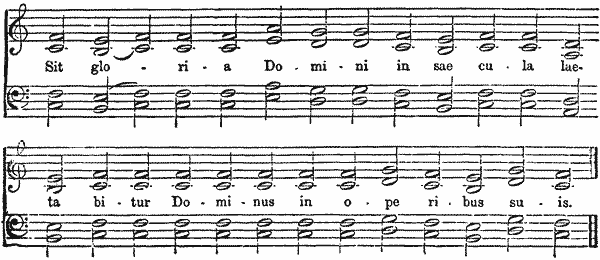 Sit glo - ri - a Do - mi - ni in sae cu - la lae-
ta bi - tur Do - mi - nus in o - pe ri - bus su - is.